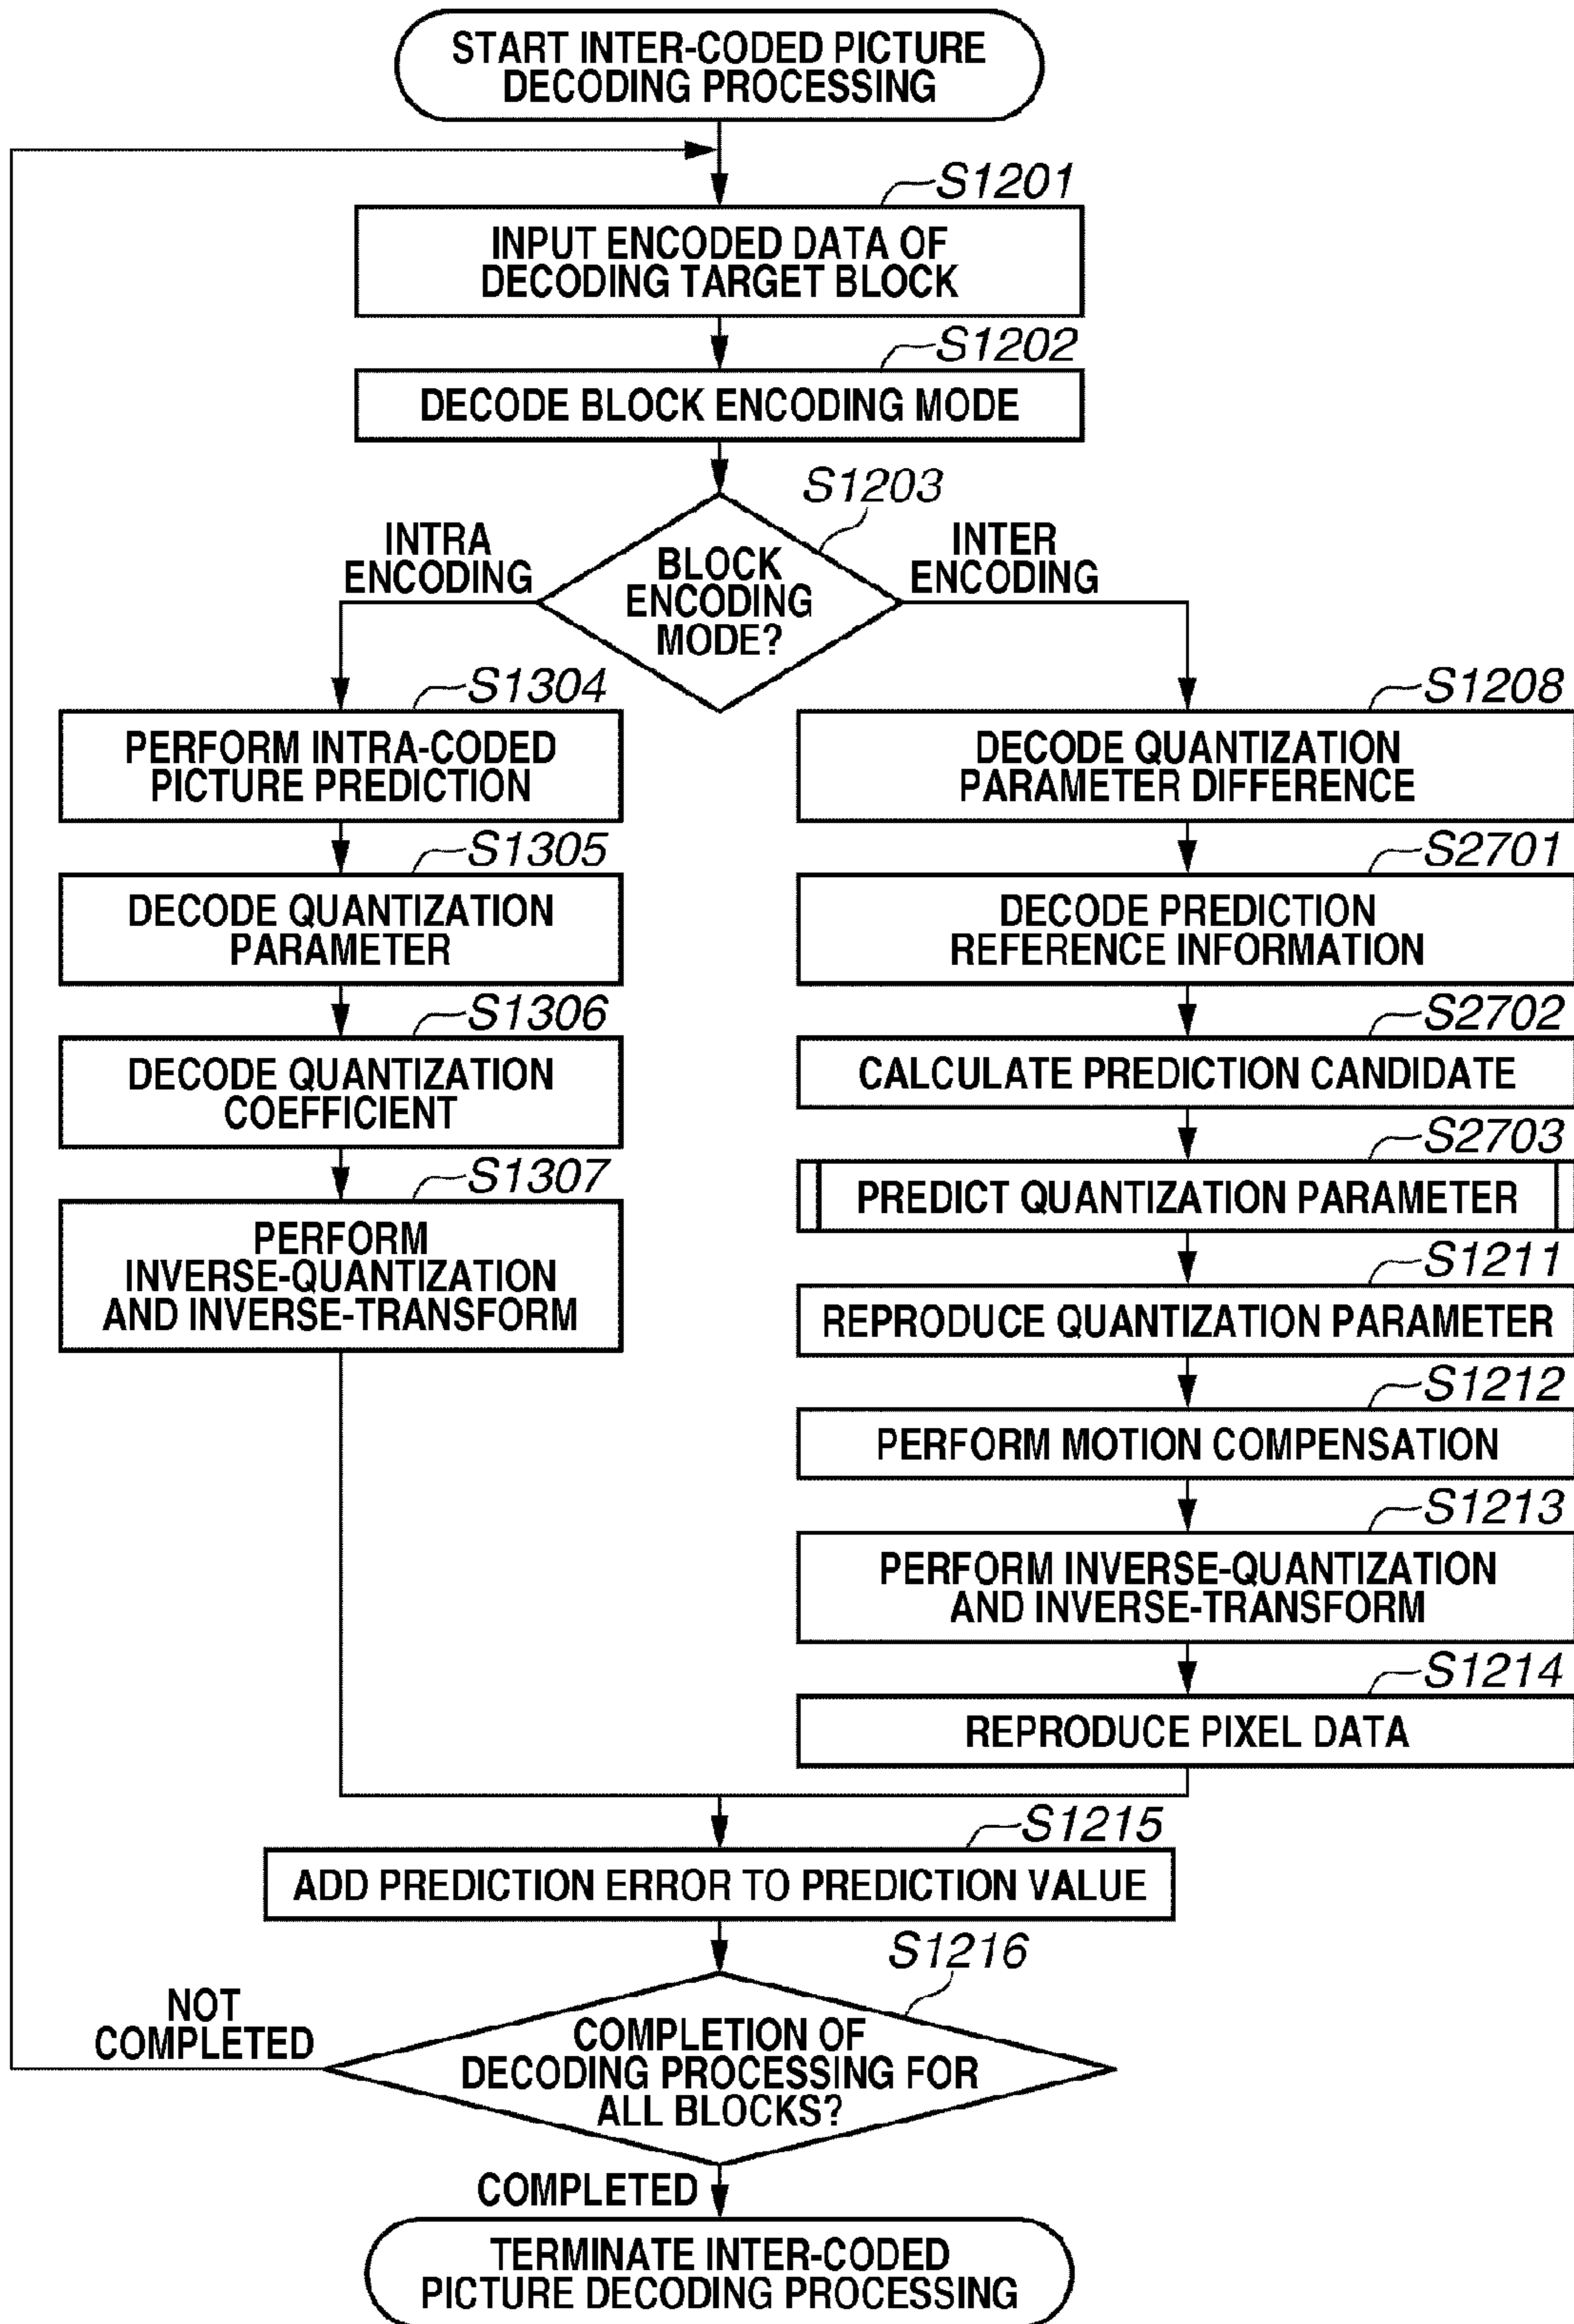 START INTER-CODED PICTURE
DECODING PROCESSING
S1201
INPUT ENCODED DATA OF
DECODING TARGET BLOCK
S1202
DECODE BLOCK ENCODING MODE
S1203
BLOCK
ENCODING
MODE?
INTRA
ENCODING
INTER
ENCODING
S1304
PERFORM INTRA-CODED
PICTURE PREDICTION
S1305
DECODE QUANTIZATION
PARAMETER
S1306
DECODE QUANTIZATION
COEFFICIENT
S1307
PERFORM
INVERSE-QUANTIZATION
AND INVERSE-TRANSFORM
S1208
DECODE QUANTIZATION
PARAMETER DIFFERENCE
S2701
DECODE PREDICTION
REFERENCE INFORMATION
S2702
CALCULATE PREDICTION CANDIDATE
S2703
PREDICT QUANTIZATION PARAMETER
S1211
REPRODUCE QUANTIZATION PARAMETER
S1212
PERFORM MOTION COMPENSATION
S1213
PERFORM INVERSE-QUANTIZATION
AND INVERSE-TRANSFORM
S1214
REPRODUCE PIXEL DATA
S1215
ADD PREDICTION ERROR TO PREDICTION VALUE
S1216
COMPLETION OF
DECODING PROCESSING FOR
ALL BLOCKS?
NOT
COMPLETED
COMPLETED
TERMINATE INTER-CODED
PICTURE DECODING PROCESSING